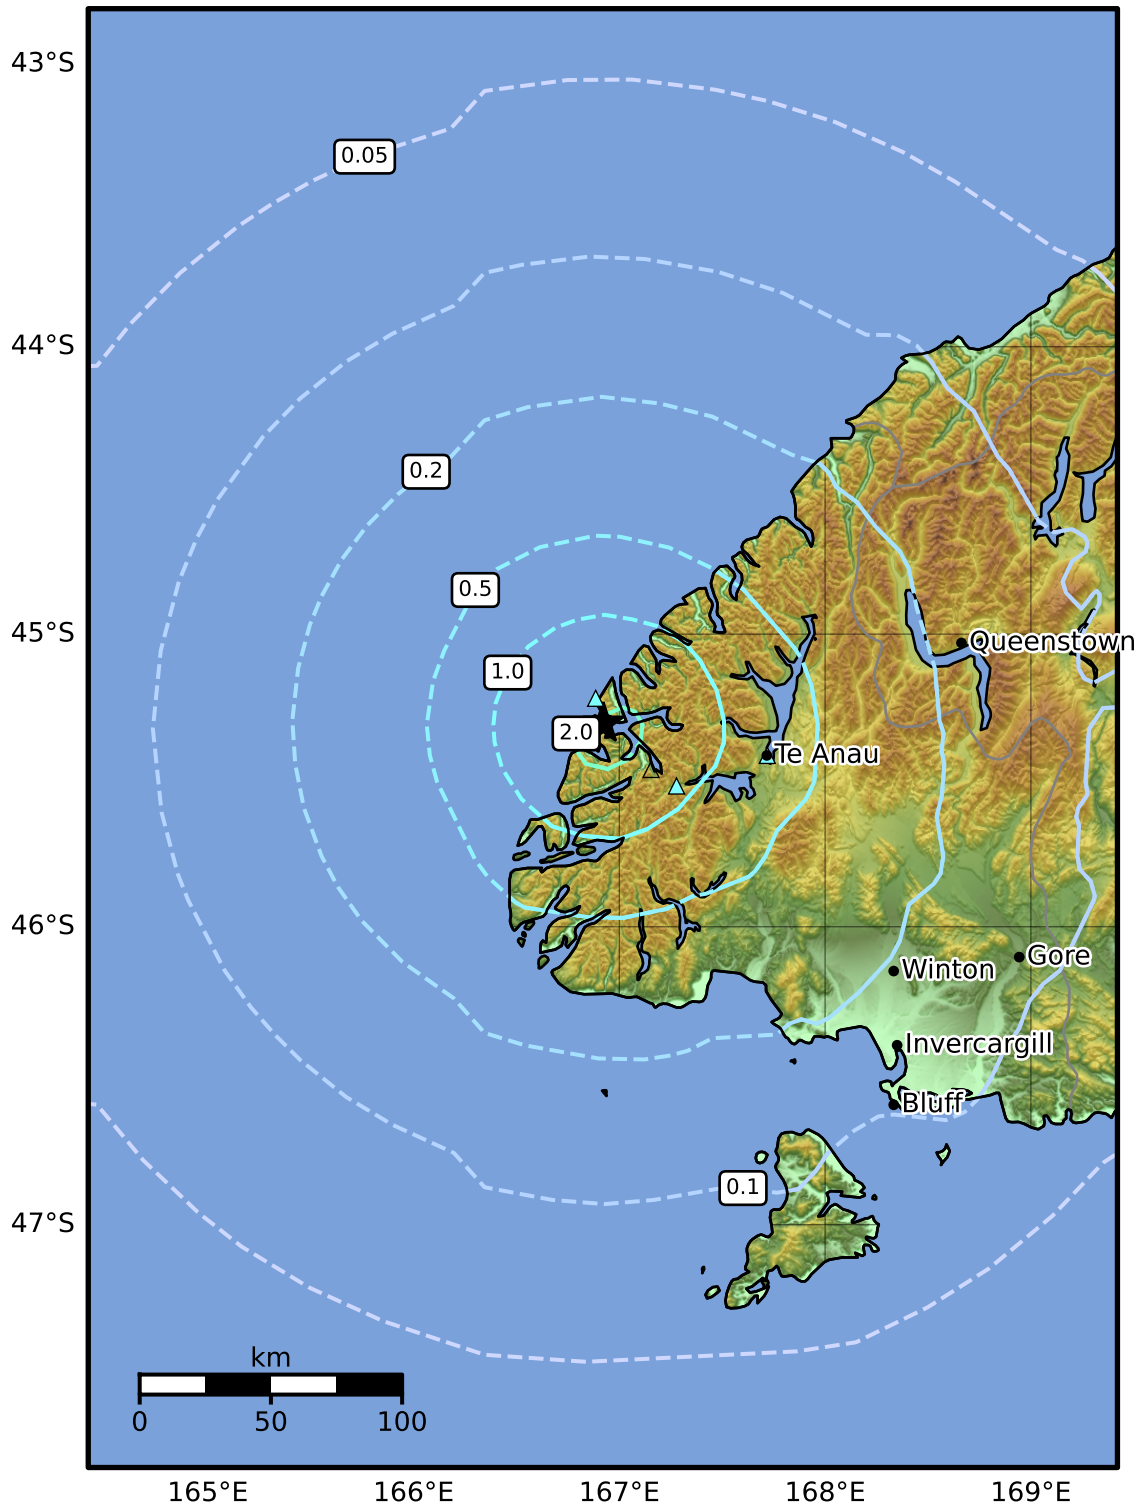 43°S
0.05
44°S
0.2
0.5
45°S
Queenstown
1.0
2.0
Te Anau
46°S
Gore
Winton
Invercargill
Bluff
0.1
47°S
km
0 50 100
165°E 166°E 167°E 168°E 169°E